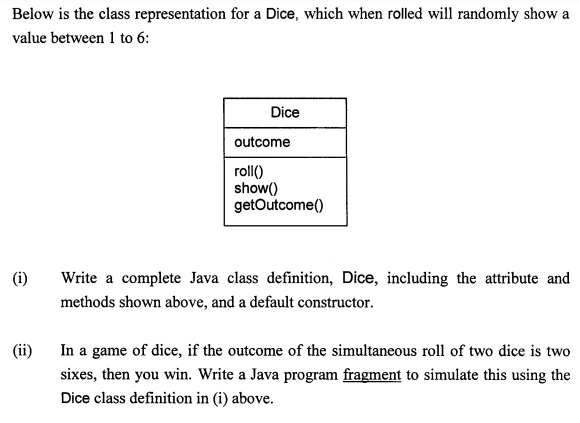 Below is the class representation for a Dice, which when rolled will randomly show a
value between 1 to 6:
Dice
outcome
roll()
show()
getOutcome()
(i) Write a complete Java class definition, Dice, including the attribute and
methods shown above, and a default constructor.
(ii) In a game of dice, if the outcome of the simultaneous roll of two dice is two
sixes, then you win. Write a Java program fragment to simulate this using the
Dice class definition in (i) above.